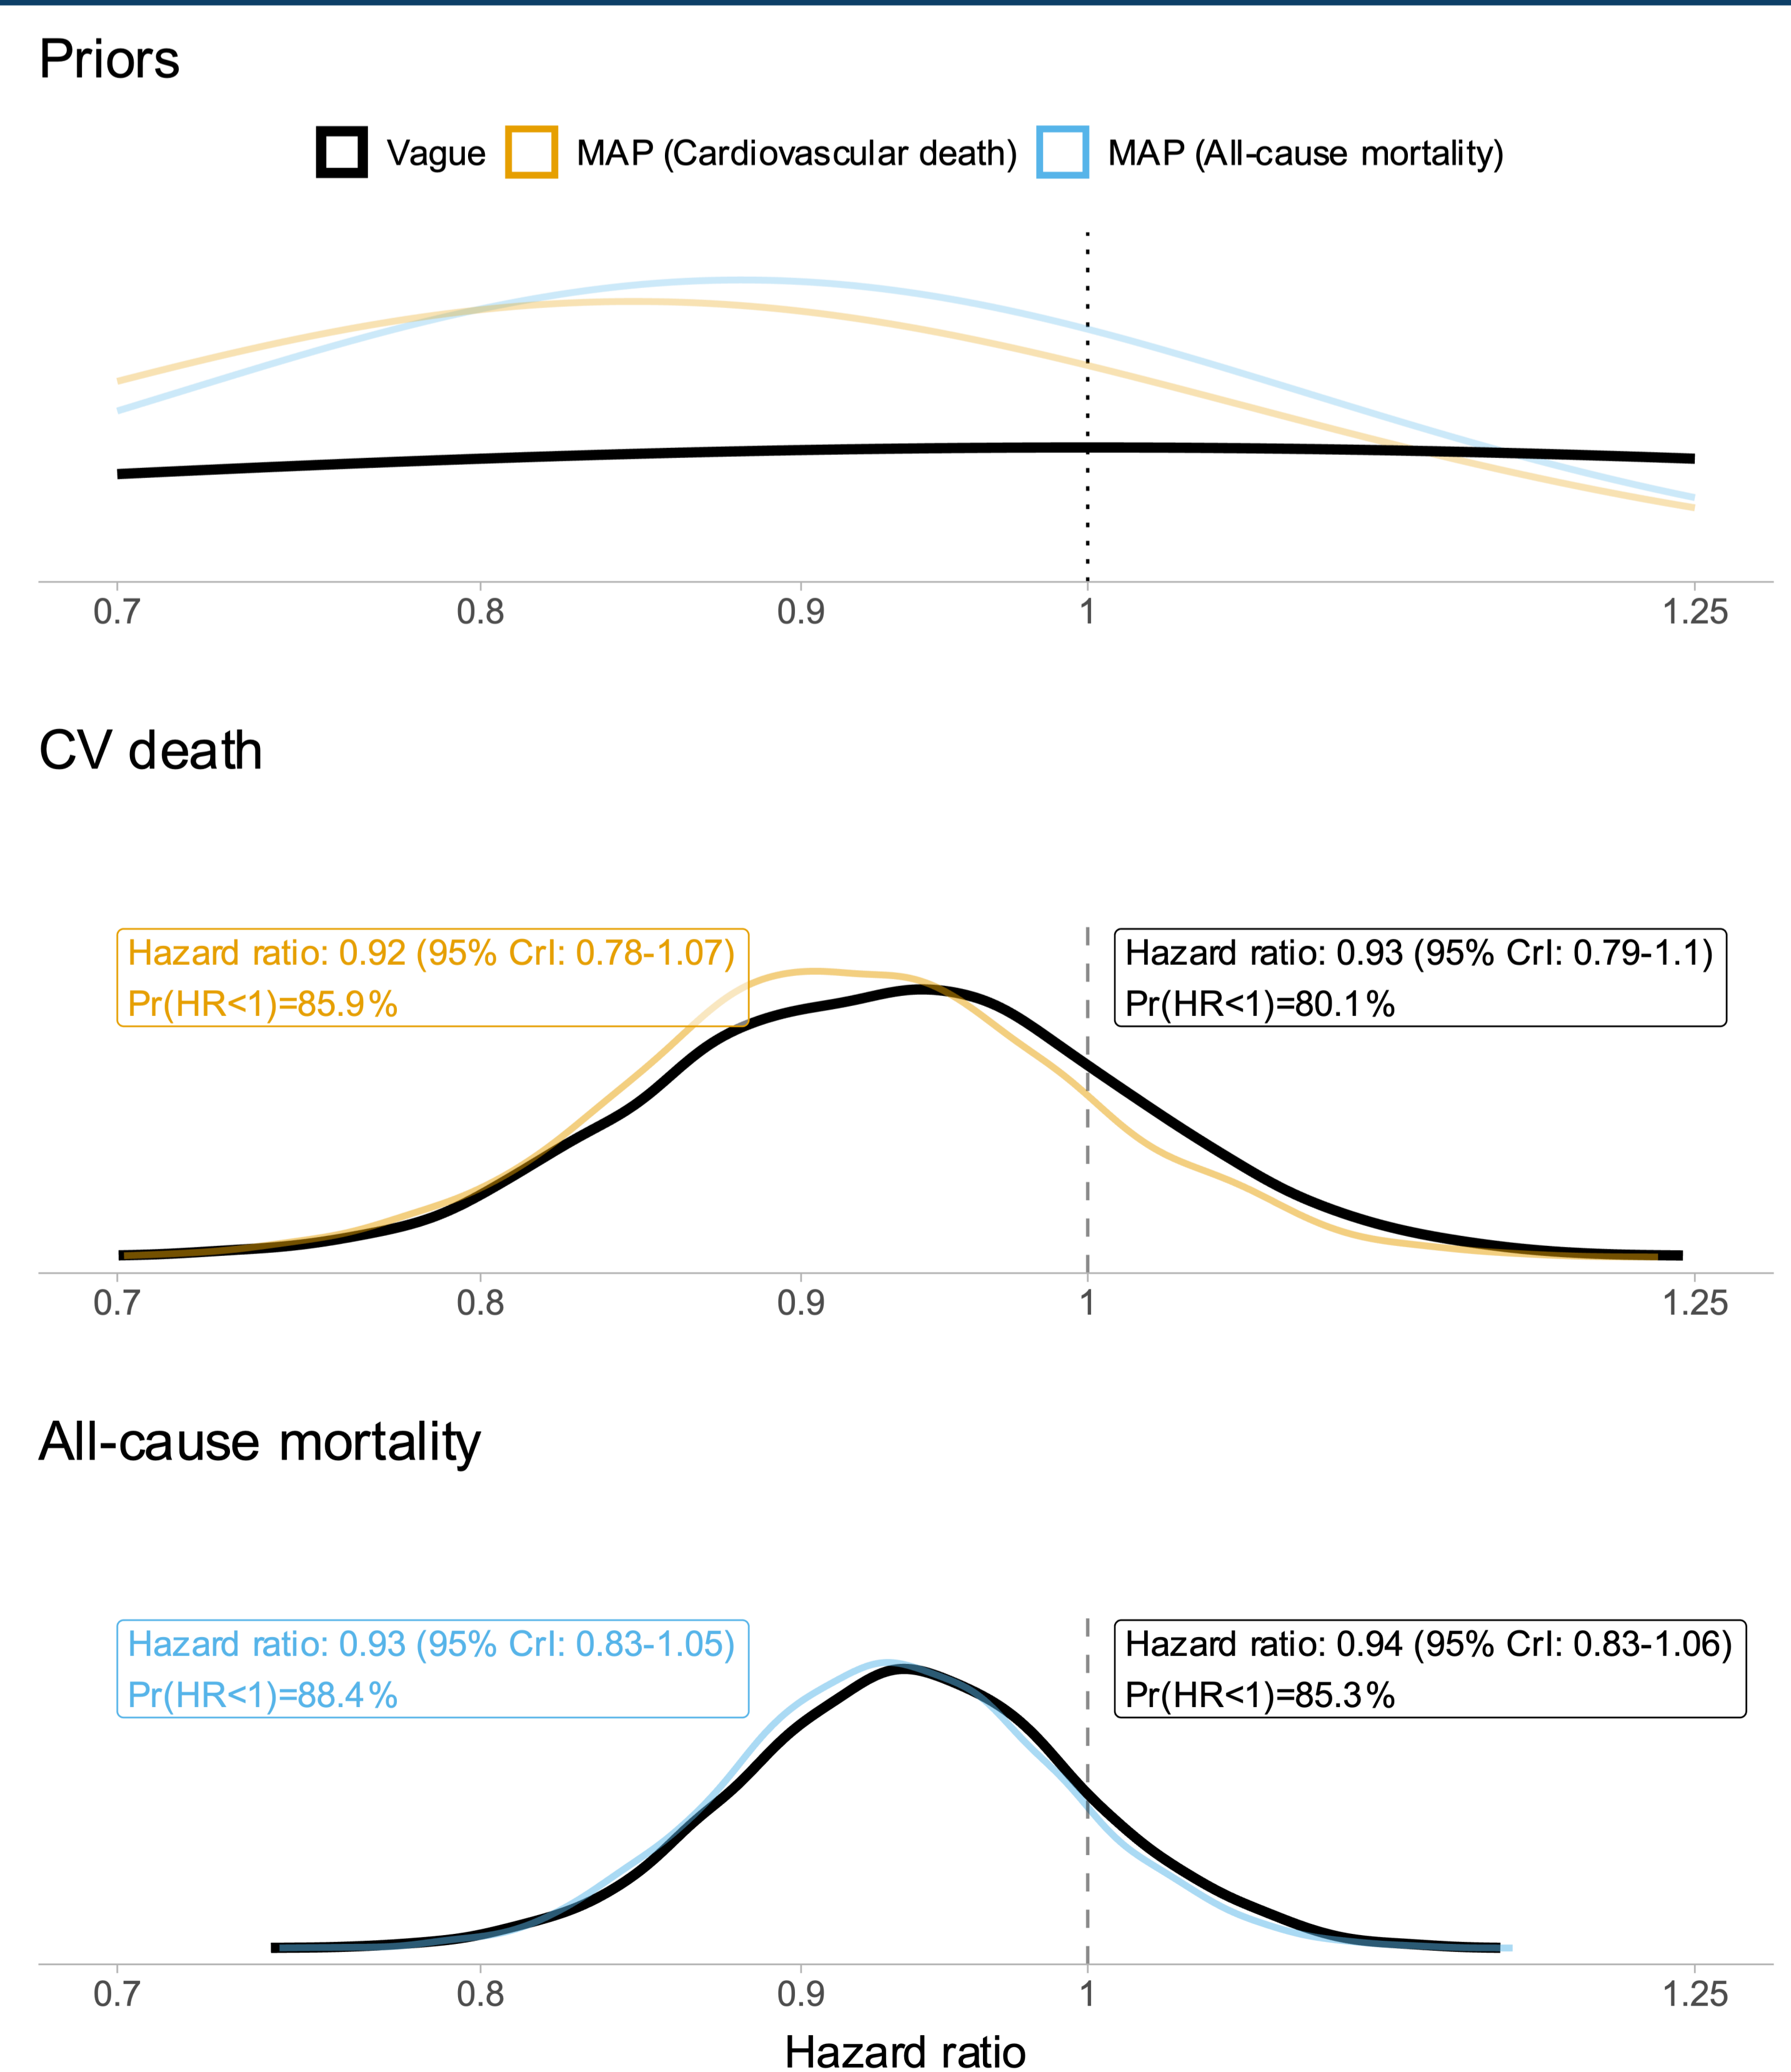 Priors
Vague MAP (Cardiovascular death) MAP (All-cause mortality)
0.7 0.8 0.9 1 1.25
CV death
Hazard ratio: 0.92 (95% CrI: 0.78-1.07)
Pr(HR<1)=85.9%
Hazard ratio: 0.93 (95% CrI: 0.79-1.1)
Pr(HR<1)=80.1%
0.7 0.8 0.9 1 1.25
All-cause mortality
Hazard ratio: 0.93 (95% CrI: 0.83-1.05)
Pr(HR<1)=88.4%
Hazard ratio: 0.94 (95% CrI: 0.83-1.06)
Pr(HR<1)=85.3%
0.7 0.8 0.9 1 1.25
Hazard ratio